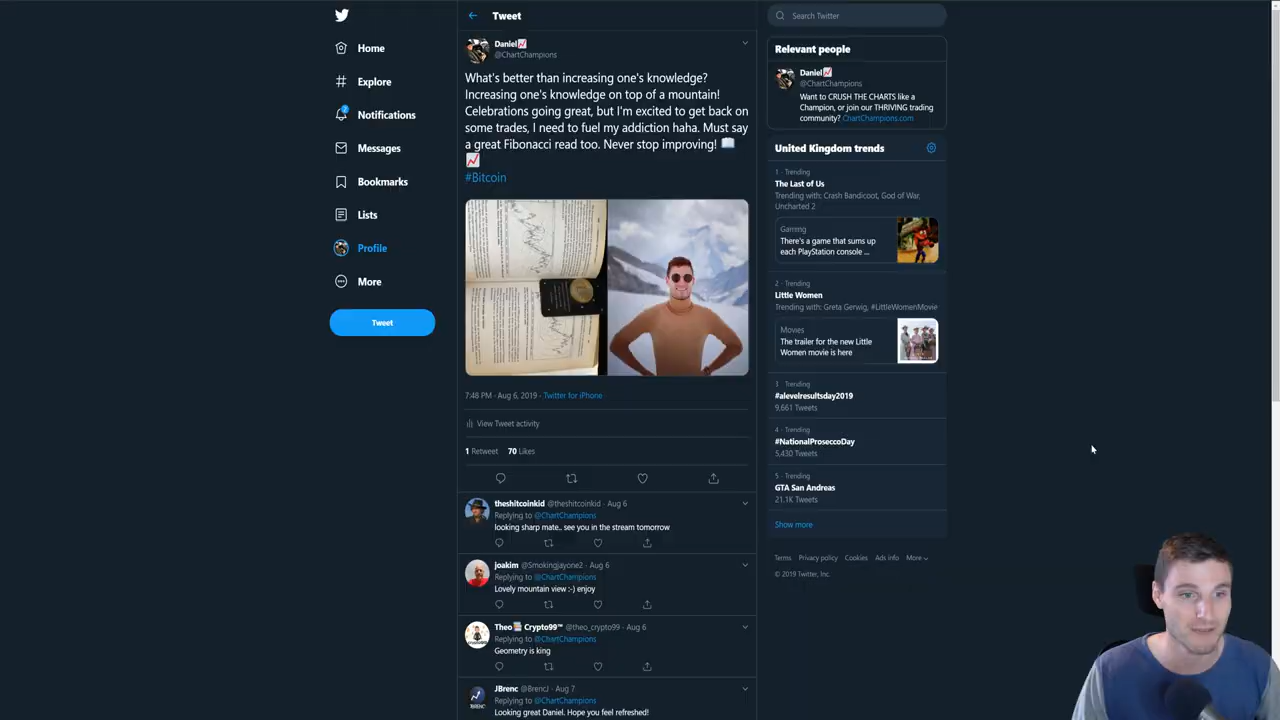 Home
Explore
2
Notifications
Messages
Bookmarks
Lists
Profile
More
Tweet
Tweet
Daniel📈
@ChartChampions
What's better than increasing one's knowledge?
Increasing one's knowledge on top of a mountain!
Celebrations going great, but I'm excited to get back on
some trades, I need to fuel my addiction haha. Must say
a great Fibonacci read too. Never stop improving! 📖
📈
#Bitcoin
7:48 PM · Aug 6, 2019 · Twitter for iPhone
View Tweet activity
1 Retweet 70 Likes
theshitcoinkid @theshitcoinkid · Aug 6
Replying to @ChartChampions
looking sharp mate.. see you in the stream tomorrow
joakim @Smokingjayone2 · Aug 6
Replying to @ChartChampions
Lovely mountain view :-) enjoy
Theo Crypto99™ @theo_crypto99 · Aug 6
Replying to @ChartChampions
Geometry is king
JBrenc @BrencJ · Aug 7
Replying to @ChartChampions
Looking great Daniel. Hope you feel refreshed!
Search Twitter
Relevant people
Daniel📈
@ChartChampions
Want to CRUSH THE CHARTS like a
Champion, or join our THRIVING trading
community? ChartChampions.com
United Kingdom trends
1 · Trending
The Last of Us
Trending with: Crash Bandicoot, God of War,
Uncharted 2
Gaming
There's a game that sums up
each PlayStation console ...
2 · Trending
Little Women
Trending with: Greta Gerwig, #LittleWomenMovie
Movies
The trailer for the new Little
Women movie is here
3 · Trending
#alevelresultsday2019
9,661 Tweets
4 · Trending
#NationalProseccoDay
5,430 Tweets
5 · Trending
GTA San Andreas
21.1K Tweets
Show more
Terms Privacy policy Cookies Ads info More
© 2019 Twitter, Inc.